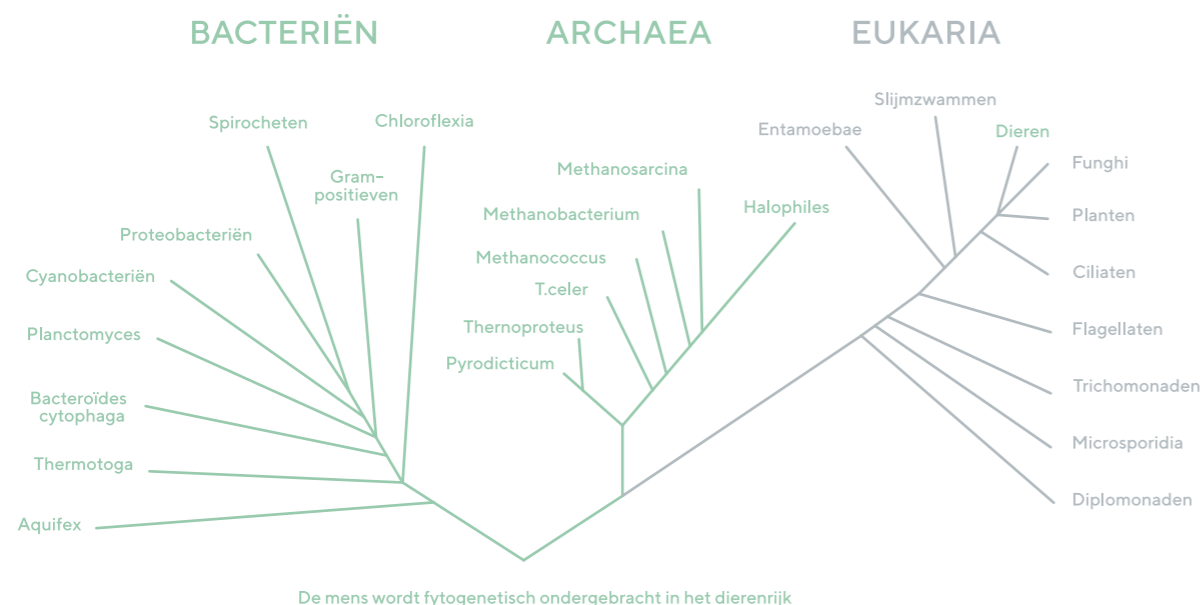 BACTERIËN
ARCHAEA
EUKARIA
Spirocheten
Chloroflexia
Gram-
positieven
Proteobacteriën
Cyanobacteriën
Planctomyces
Bacteroïdes
cytophaga
Thermotoga
Aquifex
Methanosarcina
Methanobacterium
Halophiles
Methanococcus
T.celer
Thernoproteus
Pyrodicticum
Slijmzwammen
Entamoebae
Dieren
Funghi
Planten
Ciliaten
Flagellaten
Trichomonaden
Microsporidia
Diplomonaden
De mens wordt fytogenetisch ondergebracht in het dierenrijk